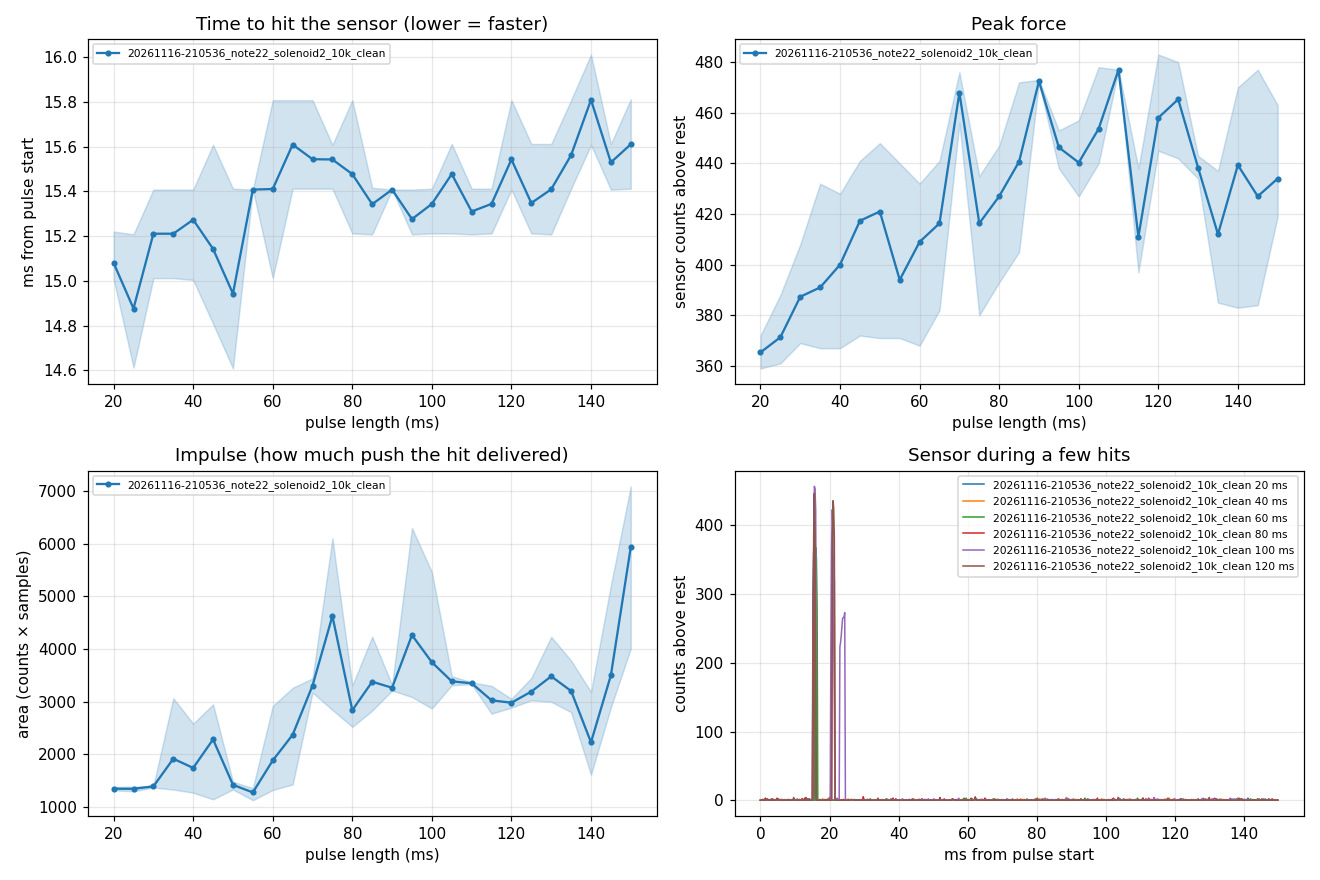 Time to hit the sensor (lower = faster)
20261116-210536_note22_solenoid2_10k_clean
ms from pulse start
16.0
15.8
15.6
15.4
15.2
15.0
14.8
14.6
20 40 60 80 100 120 140
pulse length (ms)
Peak force
20261116-210536_note22_solenoid2_10k_clean
sensor counts above rest
480
460
440
420
400
380
360
20 40 60 80 100 120 140
pulse length (ms)
Impulse (how much push the hit delivered)
20261116-210536_note22_solenoid2_10k_clean
area (counts × samples)
7000
6000
5000
4000
3000
2000
1000
20 40 60 80 100 120 140
pulse length (ms)
Sensor during a few hits
20261116-210536_note22_solenoid2_10k_clean 20 ms
20261116-210536_note22_solenoid2_10k_clean 40 ms
20261116-210536_note22_solenoid2_10k_clean 60 ms
20261116-210536_note22_solenoid2_10k_clean 80 ms
20261116-210536_note22_solenoid2_10k_clean 100 ms
20261116-210536_note22_solenoid2_10k_clean 120 ms
counts above rest
400
300
200
100
0
0 20 40 60 80 100 120 140
ms from pulse start